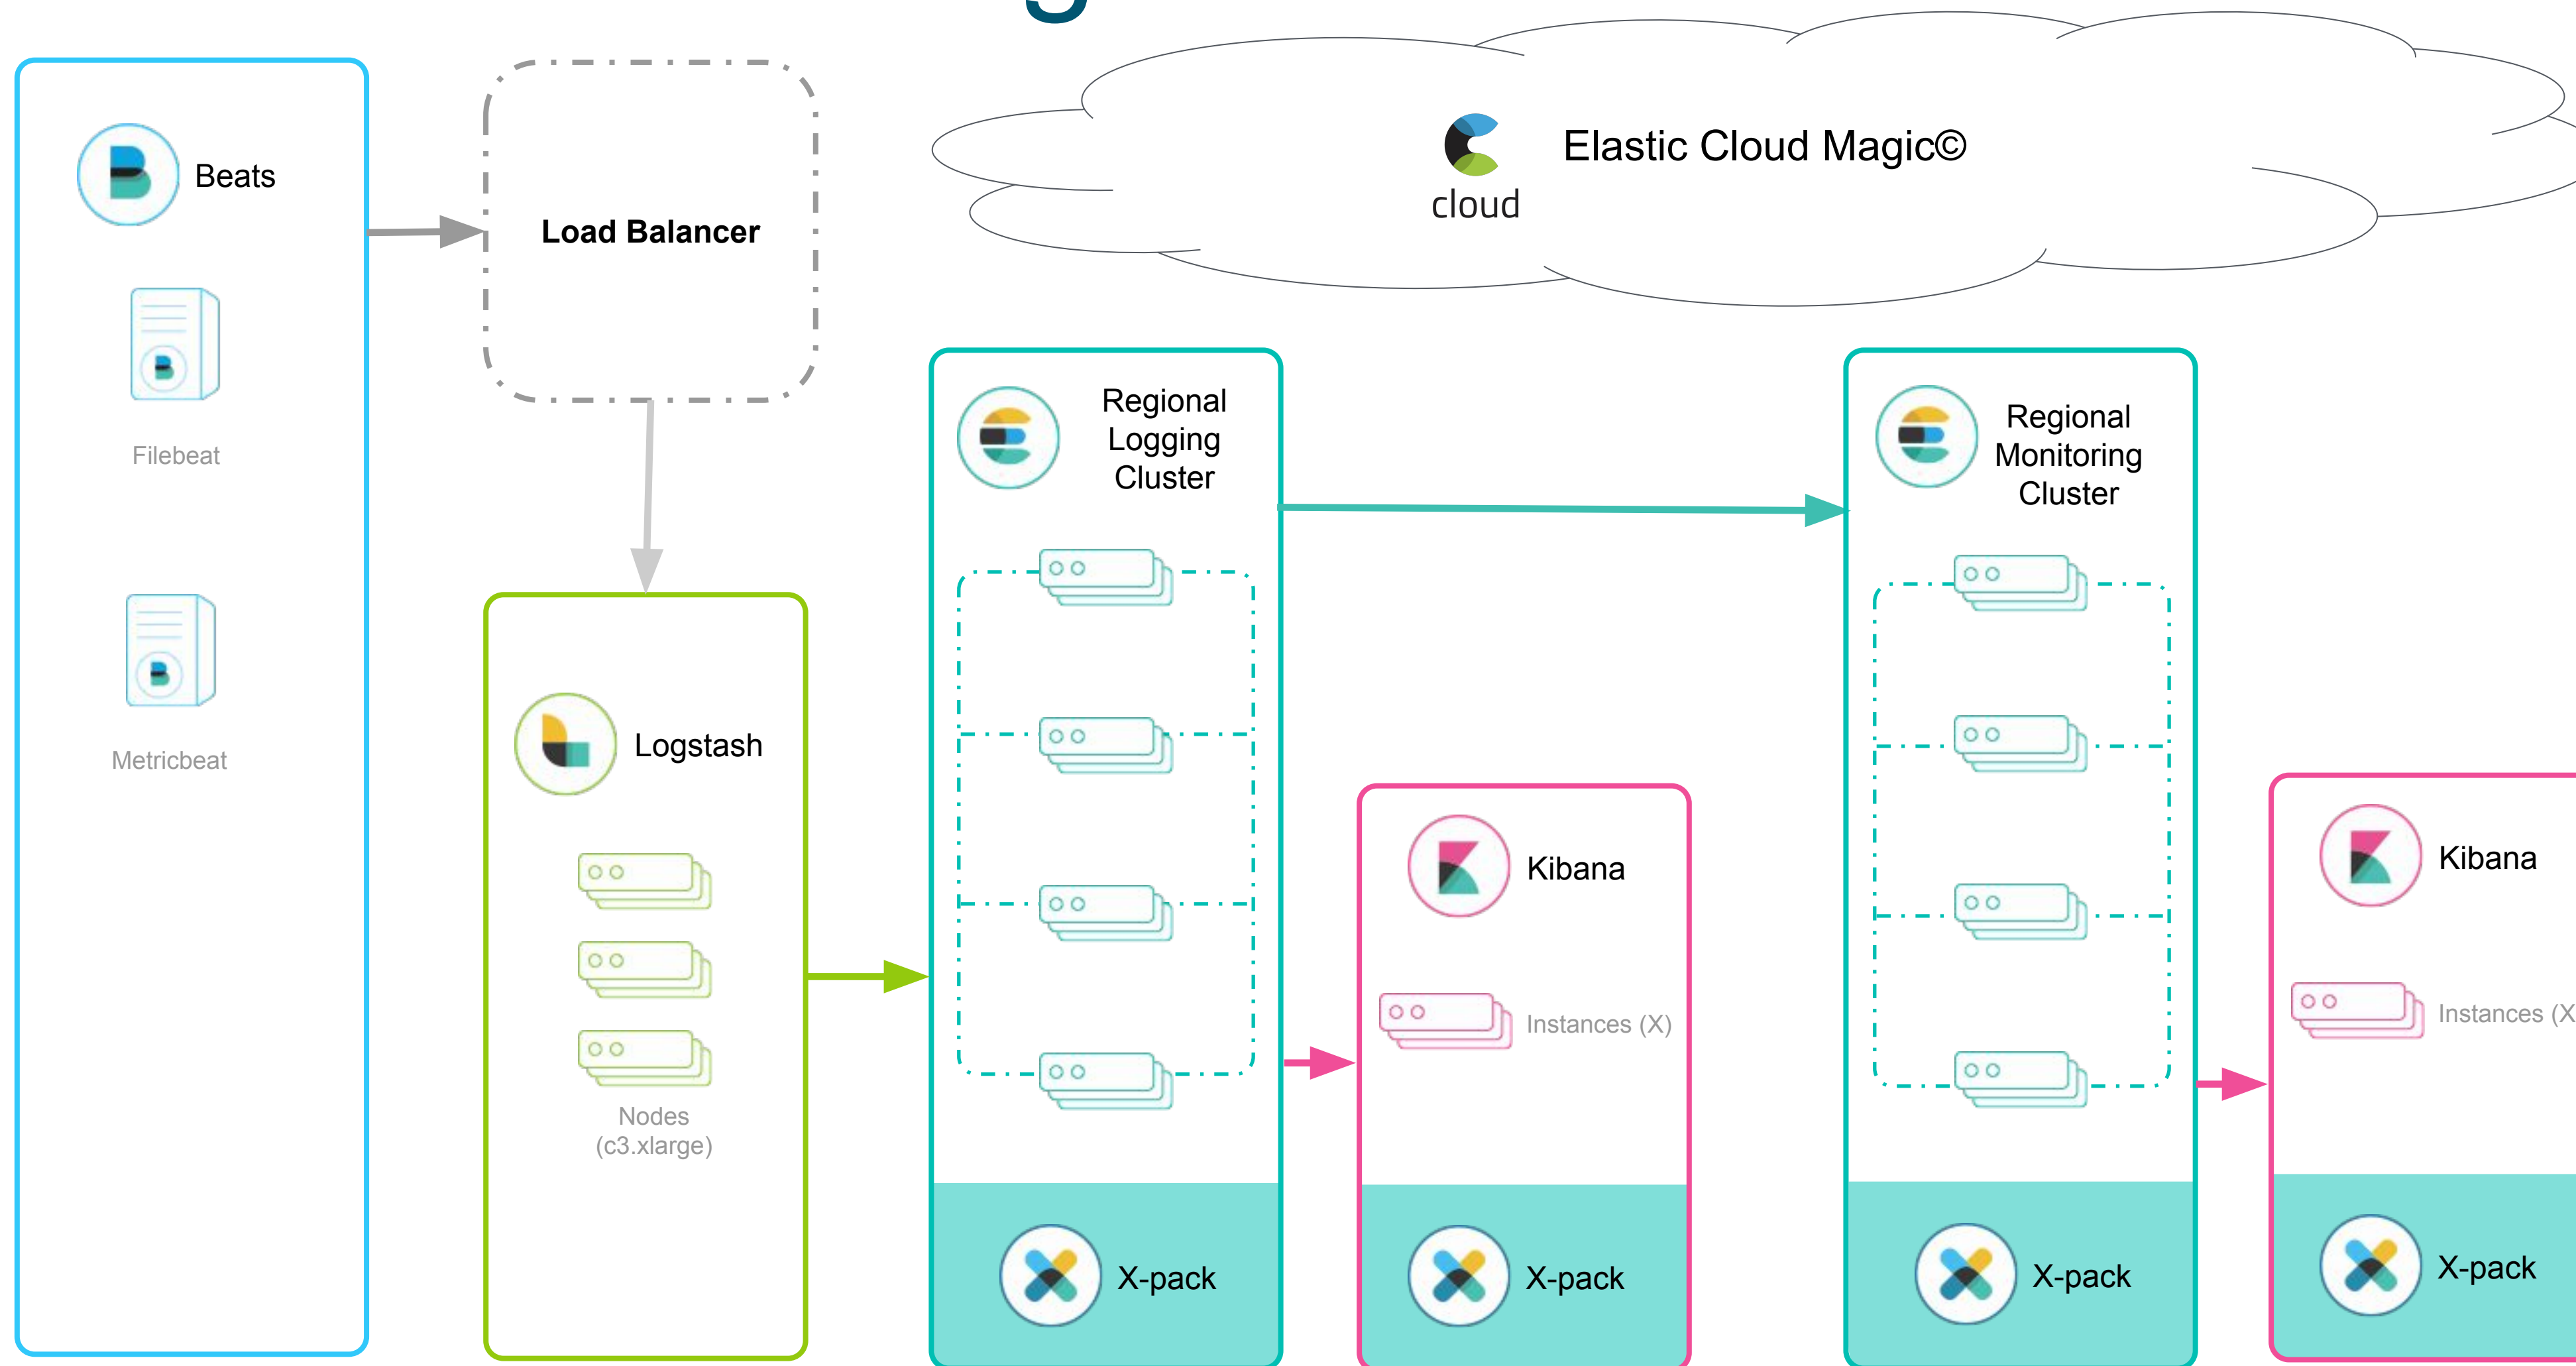 Beats
Filebeat
Metricbeat
Load Balancer
Logstash
Nodes
(c3.xlarge)
cloud
Elastic Cloud Magic©
Regional
Logging
Cluster
X-pack
Kibana
Instances (X)
X-pack
Regional
Monitoring
Cluster
X-pack
Kibana
Instances (X
X-pack